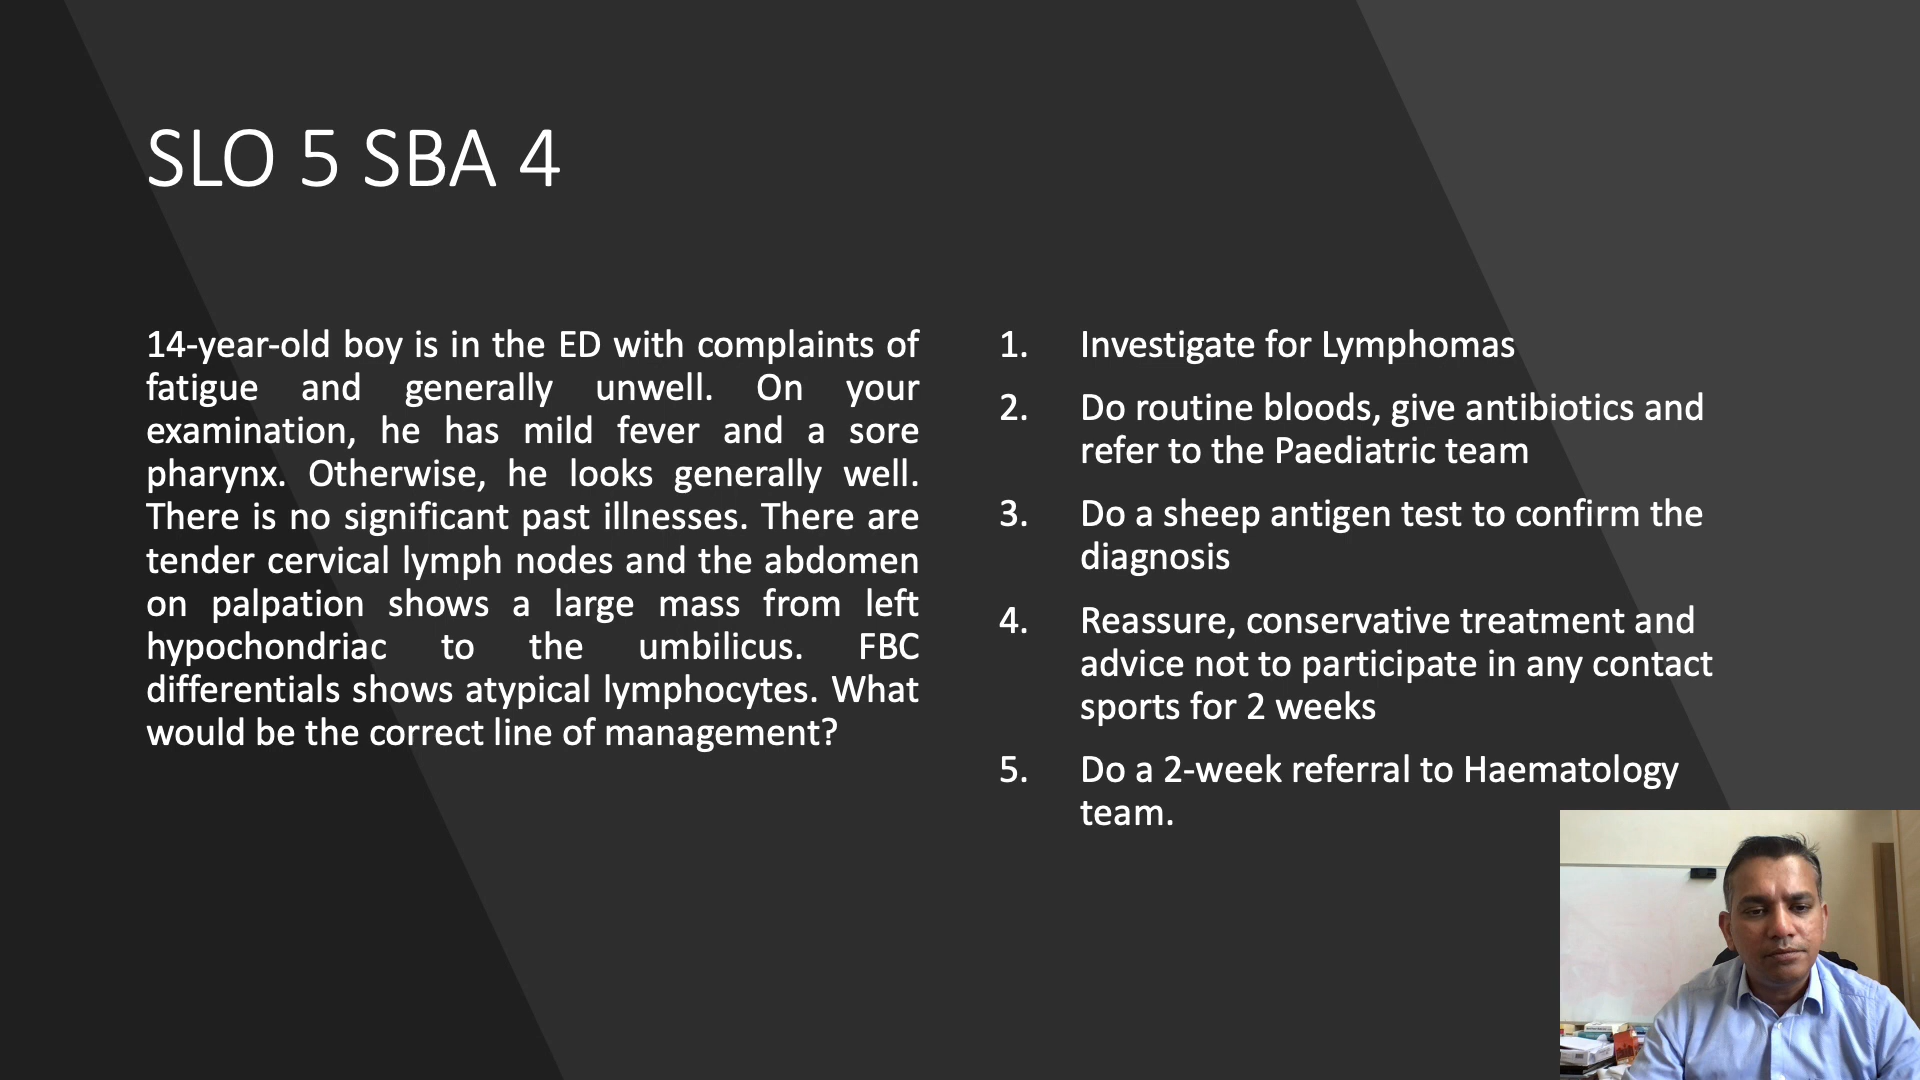 SLO 5 SBA 4
14-year-old boy is in the ED with complaints of
fatigue and generally unwell. On your
examination, he has mild fever and a sore
pharynx. Otherwise, he looks generally well.
There is no significant past illnesses. There are
tender cervical lymph nodes and the abdomen
on palpation shows a large mass from left
hypochondriac to the umbilicus. FBC
differentials shows atypical lymphocytes. What
would be the correct line of management?
1. Investigate for Lymphomas
2. Do routine bloods, give antibiotics and
refer to the Paediatric team
3. Do a sheep antigen test to confirm the
diagnosis
4. Reassure, conservative treatment and
advice not to participate in any contact
sports for 2 weeks
5. Do a 2-week referral to Haematology
team.